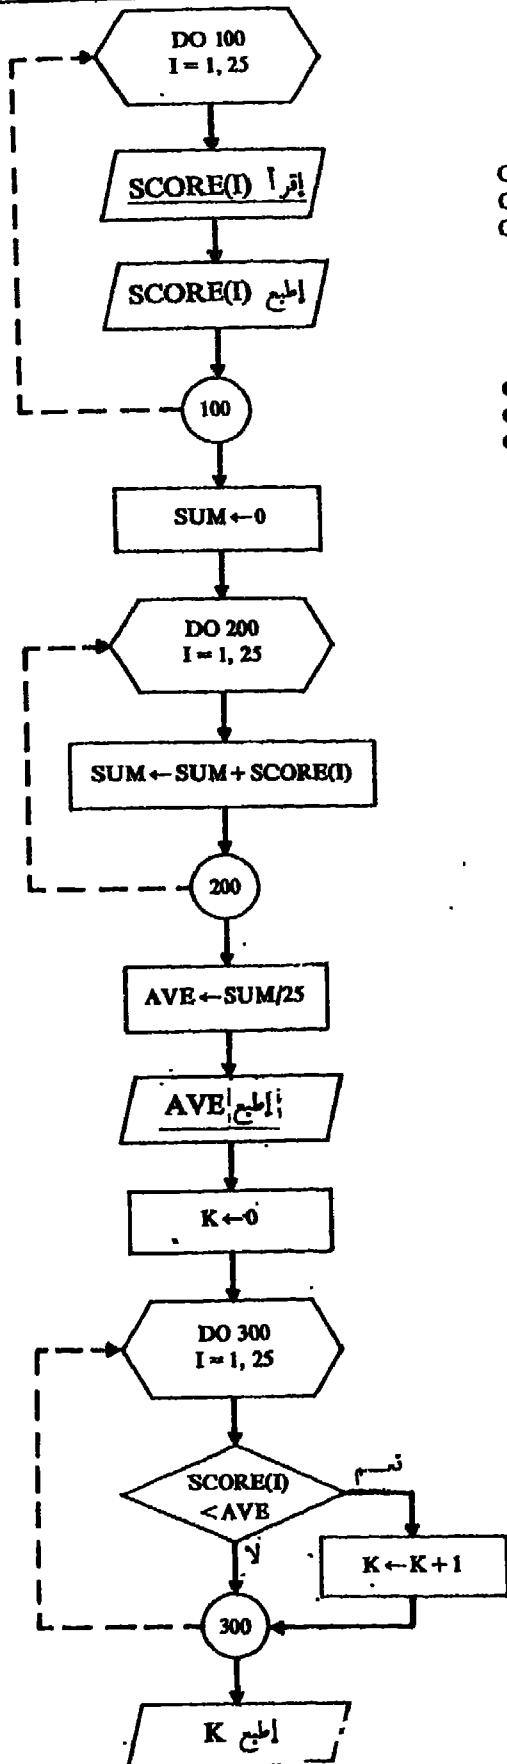 DO 100
I = 1, 25
إقرأ SCORE(I)
إطبع SCORE(I)
100
SUM←0
DO 200
I = 1, 25
SUM←SUM+SCORE(I)
200
AVE←SUM/25
إطبع AVE
K←0
DO 300
I = 1, 25
SCORE(I)
<AVE
نعم
لا
K←K+1
300
إطبع K